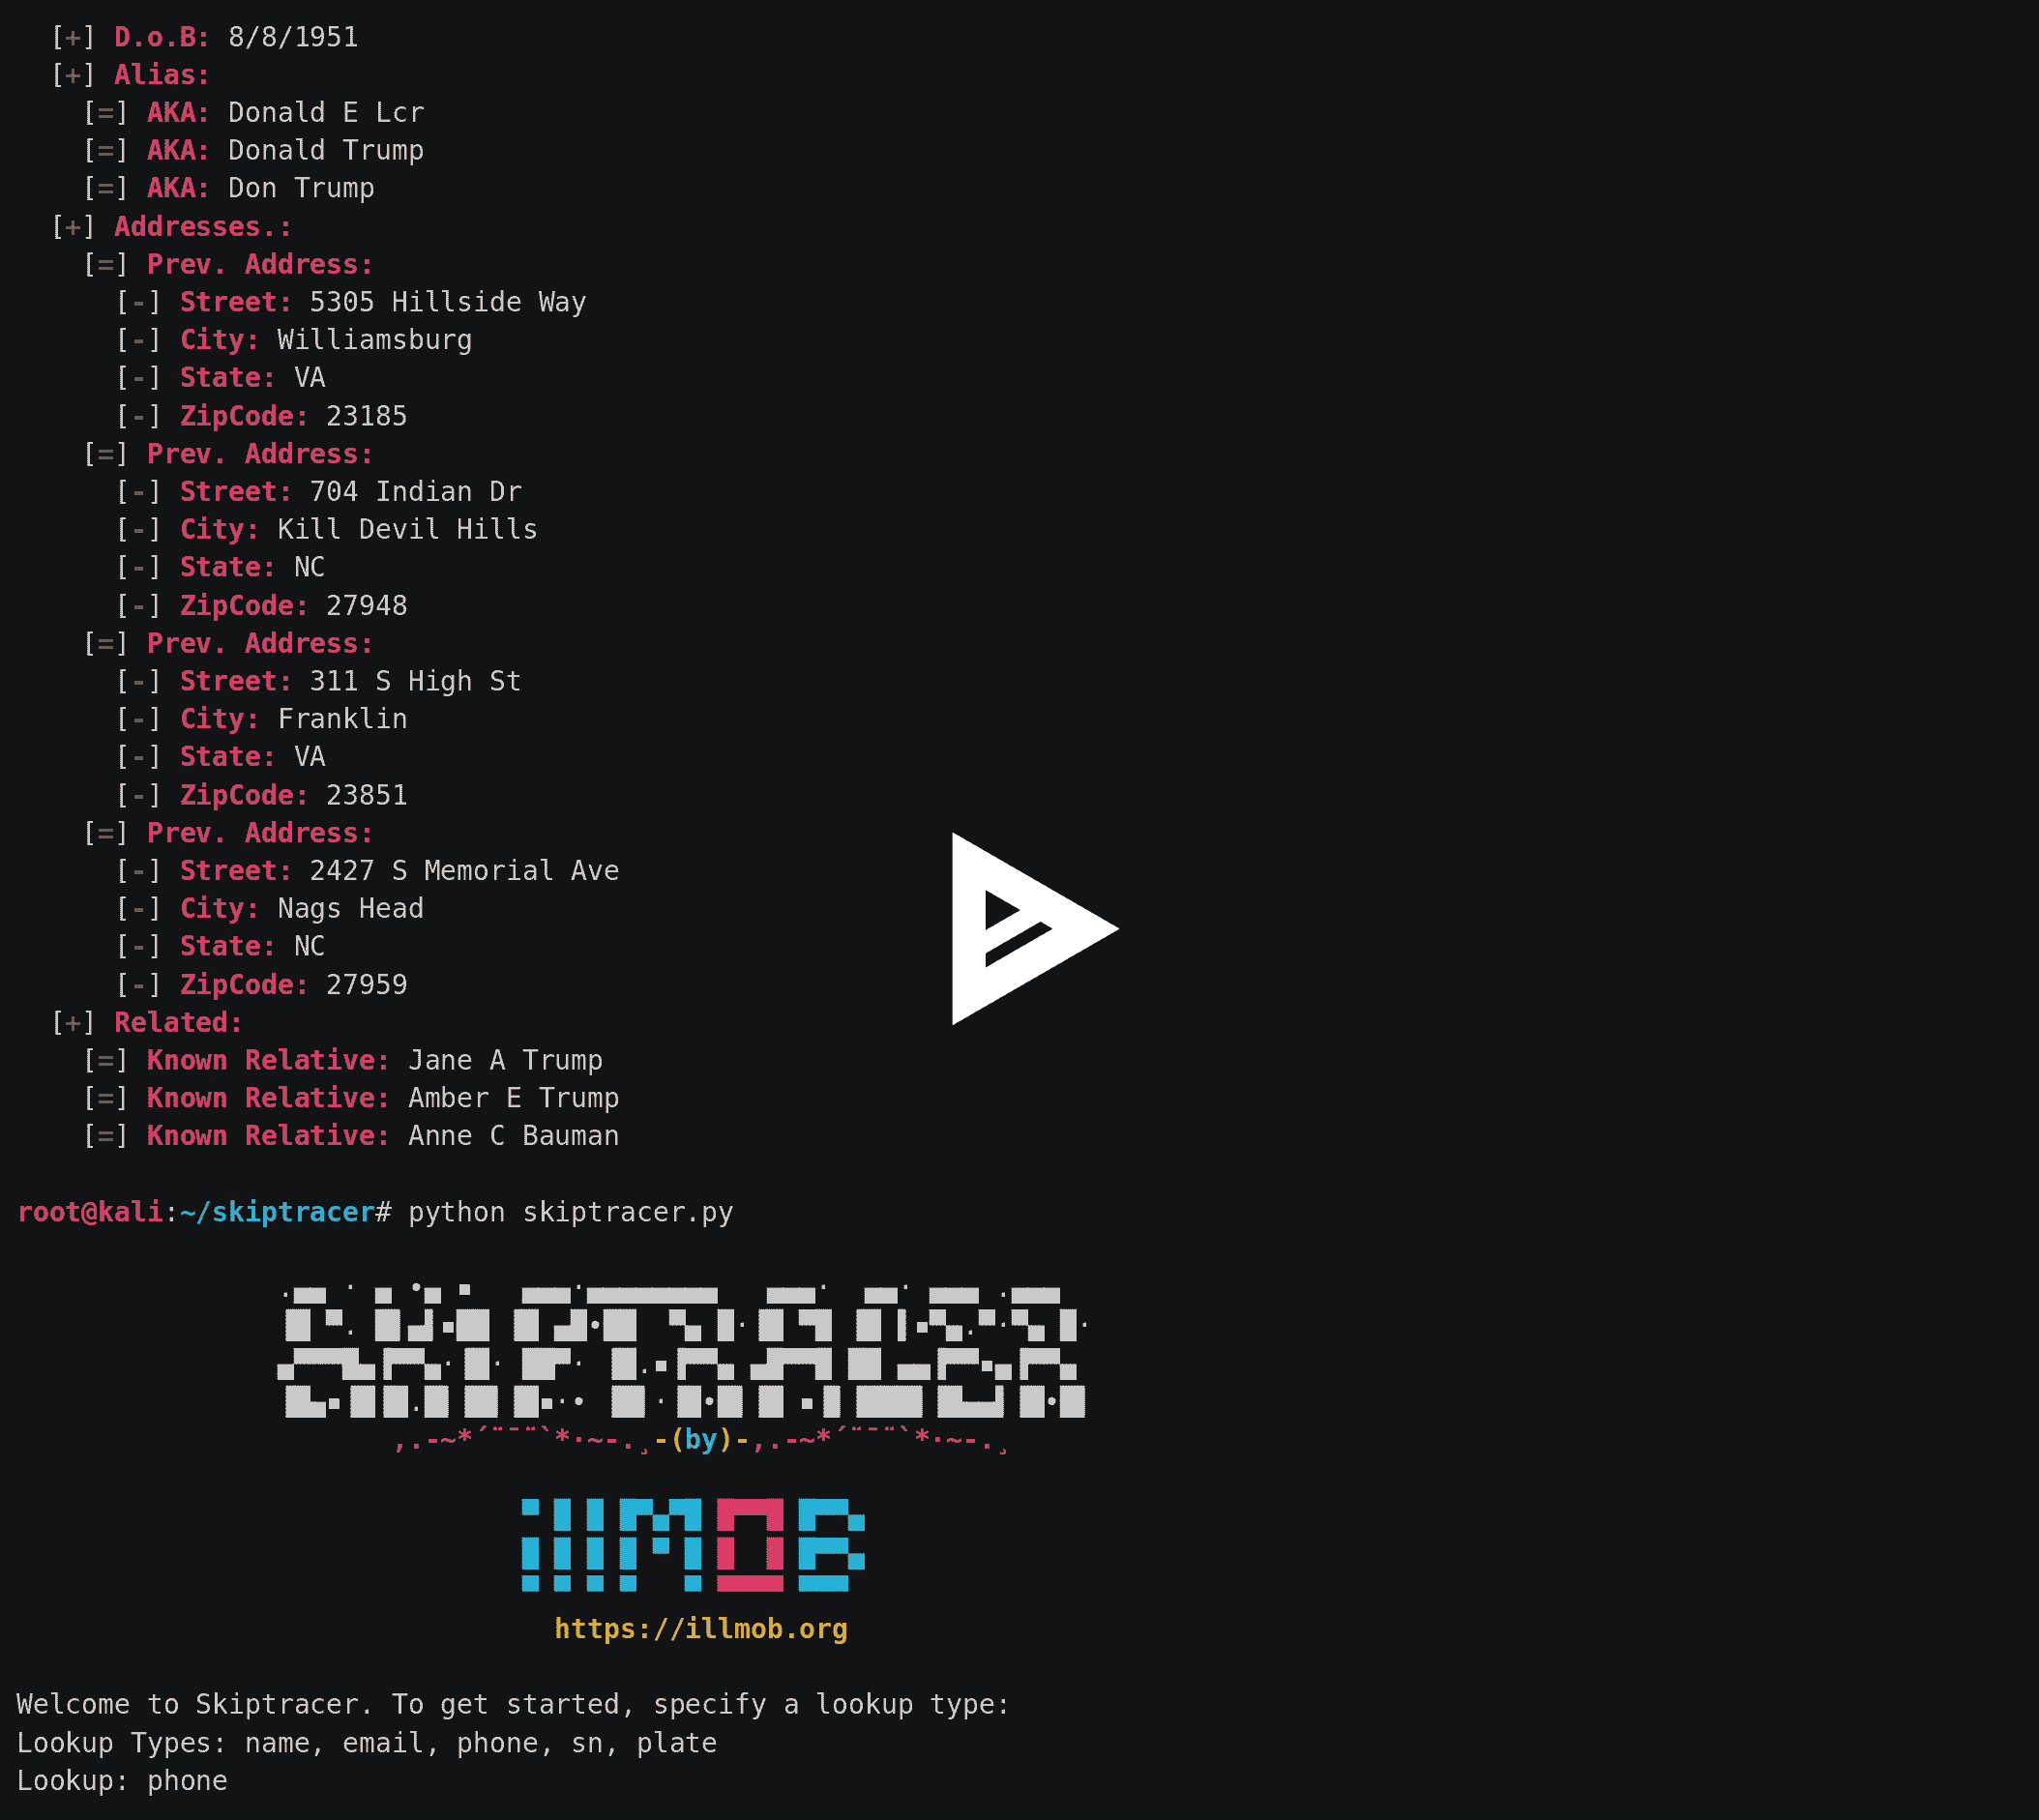 [+] D.o.B: 8/8/1951
[+] Alias:
[=] AKA: Donald E Lcr
[=] AKA: Donald Trump
[=] AKA: Don Trump
[+] Addresses.:
[=] Prev. Address:
[-] Street: 5305 Hillside Way
[-] City: Williamsburg
[-] State: VA
[-] ZipCode: 23185
[=] Prev. Address:
[-] Street: 704 Indian Dr
[-] City: Kill Devil Hills
[-] State: NC
[-] ZipCode: 27948
[=] Prev. Address:
[-] Street: 311 S High St
[-] City: Franklin
[-] State: VA
[-] ZipCode: 23851
[=] Prev. Address:
[-] Street: 2427 S Memorial Ave
[-] City: Nags Head
[-] State: NC
[-] ZipCode: 27959
[+] Related:
[=] Known Relative: Jane A Trump
[=] Known Relative: Amber E Trump
[=] Known Relative: Anne C Bauman
root@kali:~/skiptracer# python skiptracer.py
SKIPTRACER
,.-~*´¨¯¨`*·~-.¸-(by)-,.-~*´¨¯¨`*·~-.¸
illMOB
https://illmob.org
Welcome to Skiptracer. To get started, specify a lookup type:
Lookup Types: name, email, phone, sn, plate
Lookup: phone